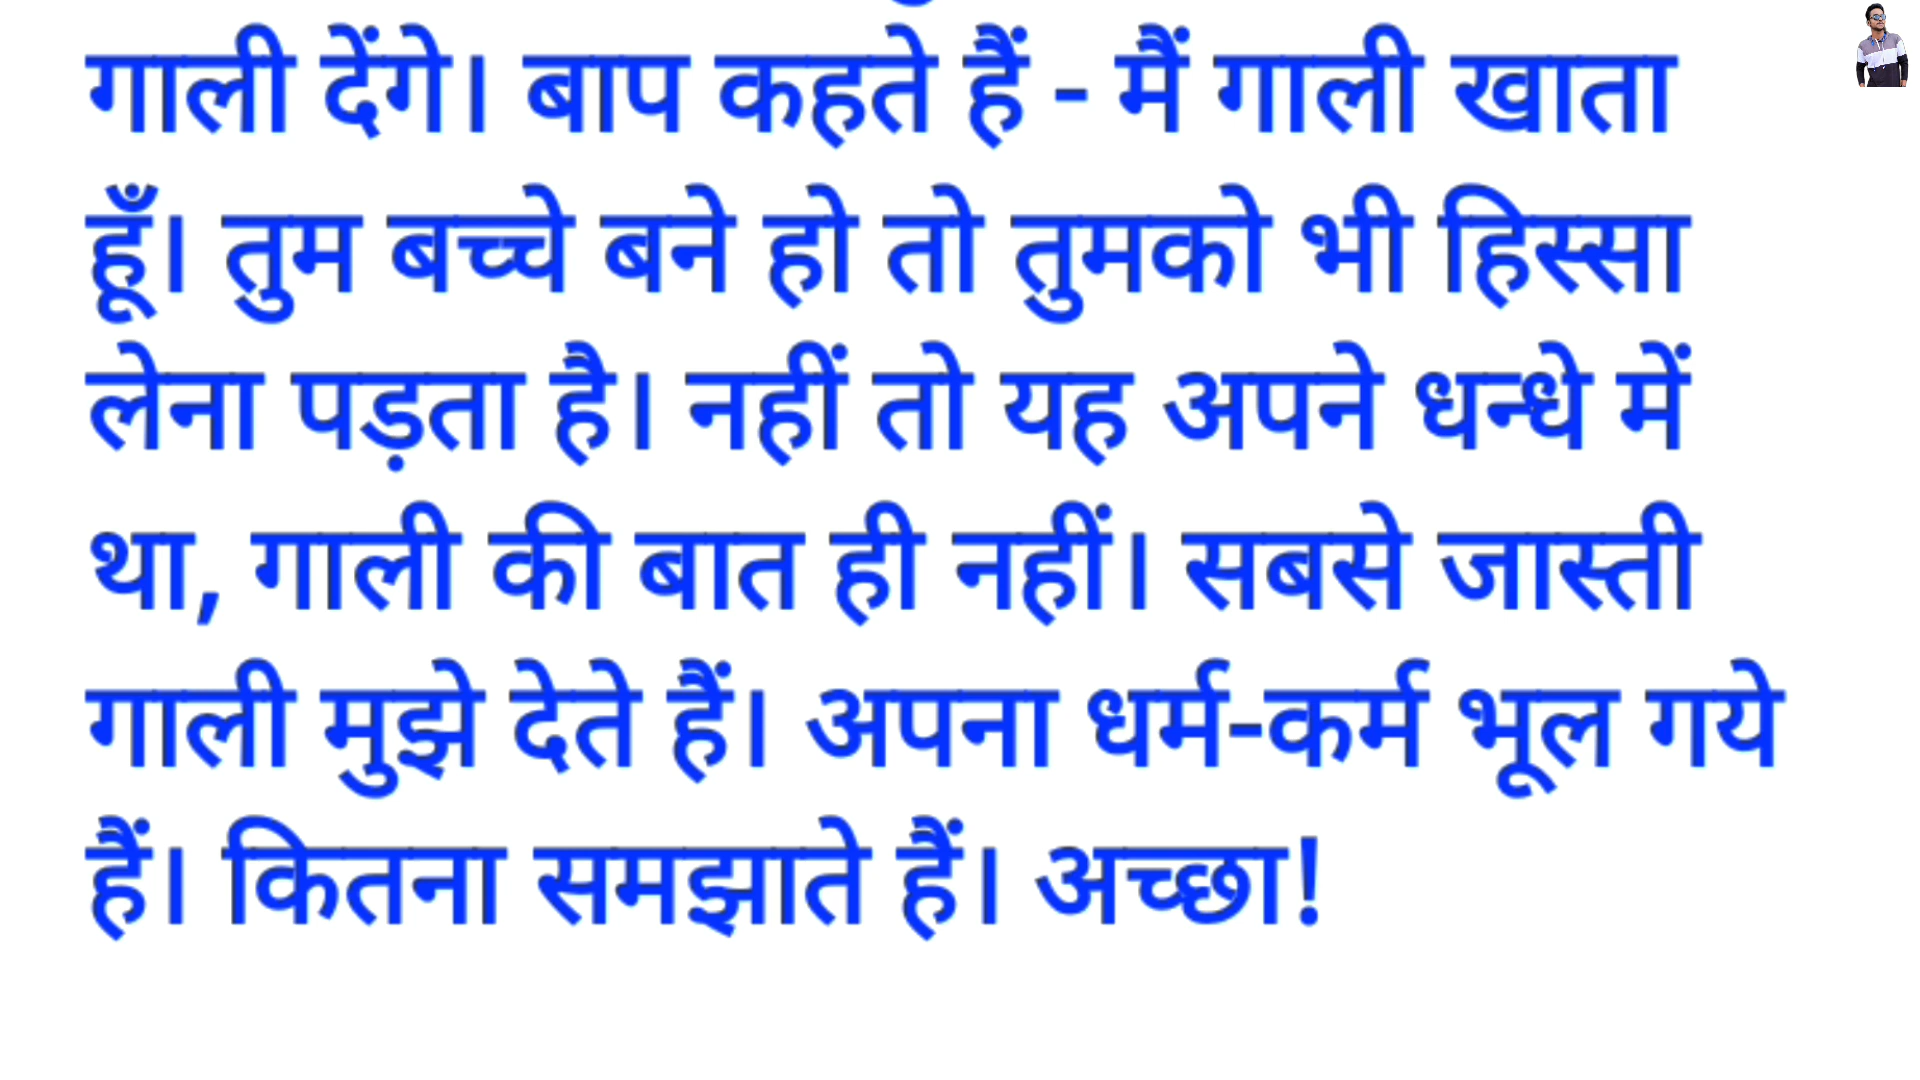 गाली देंगे। बाप कहते हैं - मैं गाली खाता
हूँ। तुम बच्चे बने हो तो तुमको भी हिस्सा
लेना पड़ता है। नहीं तो यह अपने धन्धे में
था, गाली की बात ही नहीं। सबसे जास्ती
गाली मुझे देते हैं। अपना धर्म-कर्म भूल गये
हैं। कितना समझाते हैं। अच्छा!